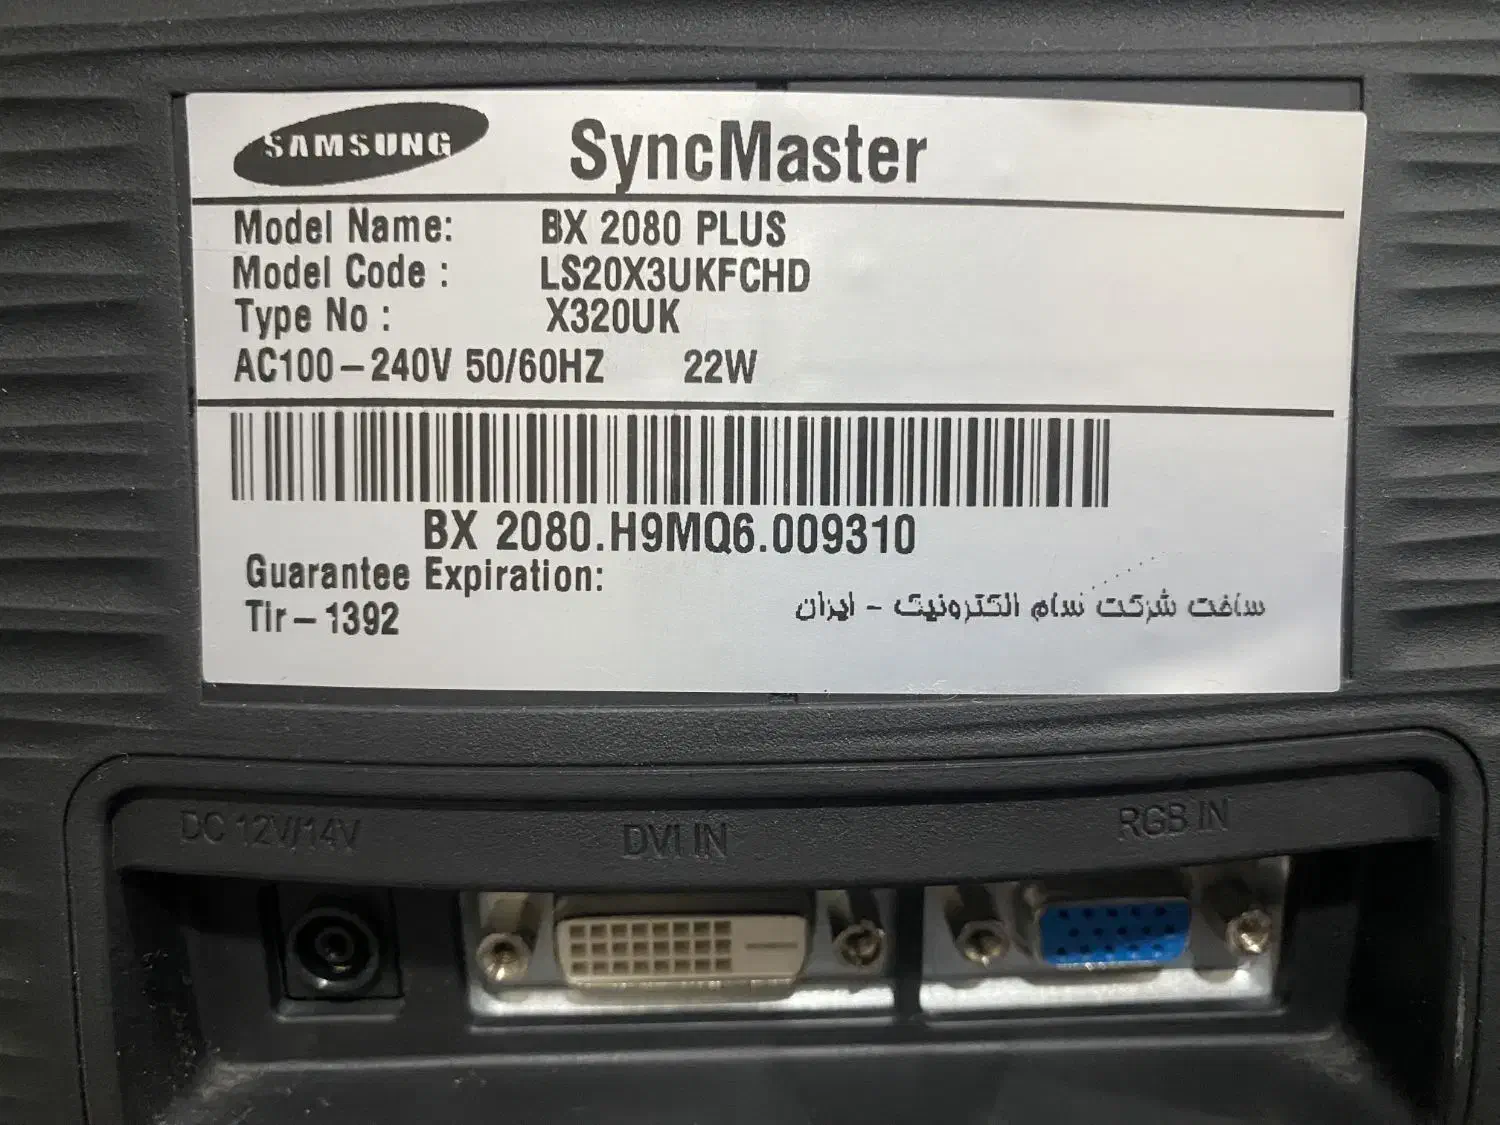 SAMSUNG SyncMaster
Model Name: BX 2080 PLUS
Model Code : LS20X3UKFCHD
Type No : X320UK
AC100-240V 50/60HZ 22W
BX 2080.H9MQ6.009310
Guarantee Expiration:
Tir-1392
ساخت شرکت سام الکترونیک - ایران
DC 12V/14V DVI IN RGB IN